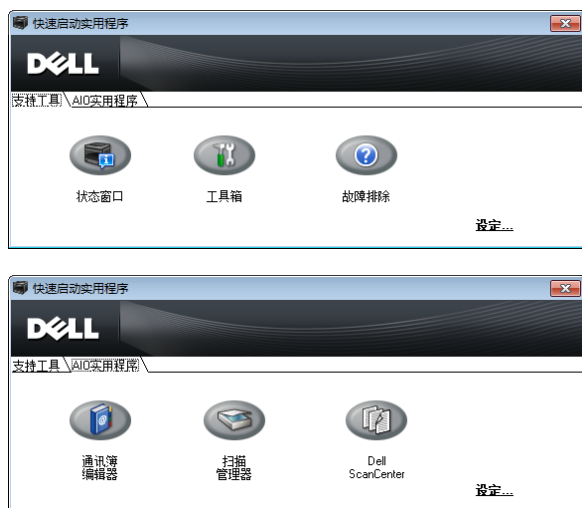 快速启动实用程序
DELL
支持工具 AIO实用程序
状态窗口 工具箱 故障排除
设定...
快速启动实用程序
DELL
支持工具 AIO实用程序
通讯簿 扫描 Dell
编辑器 管理器 ScanCenter
设定...